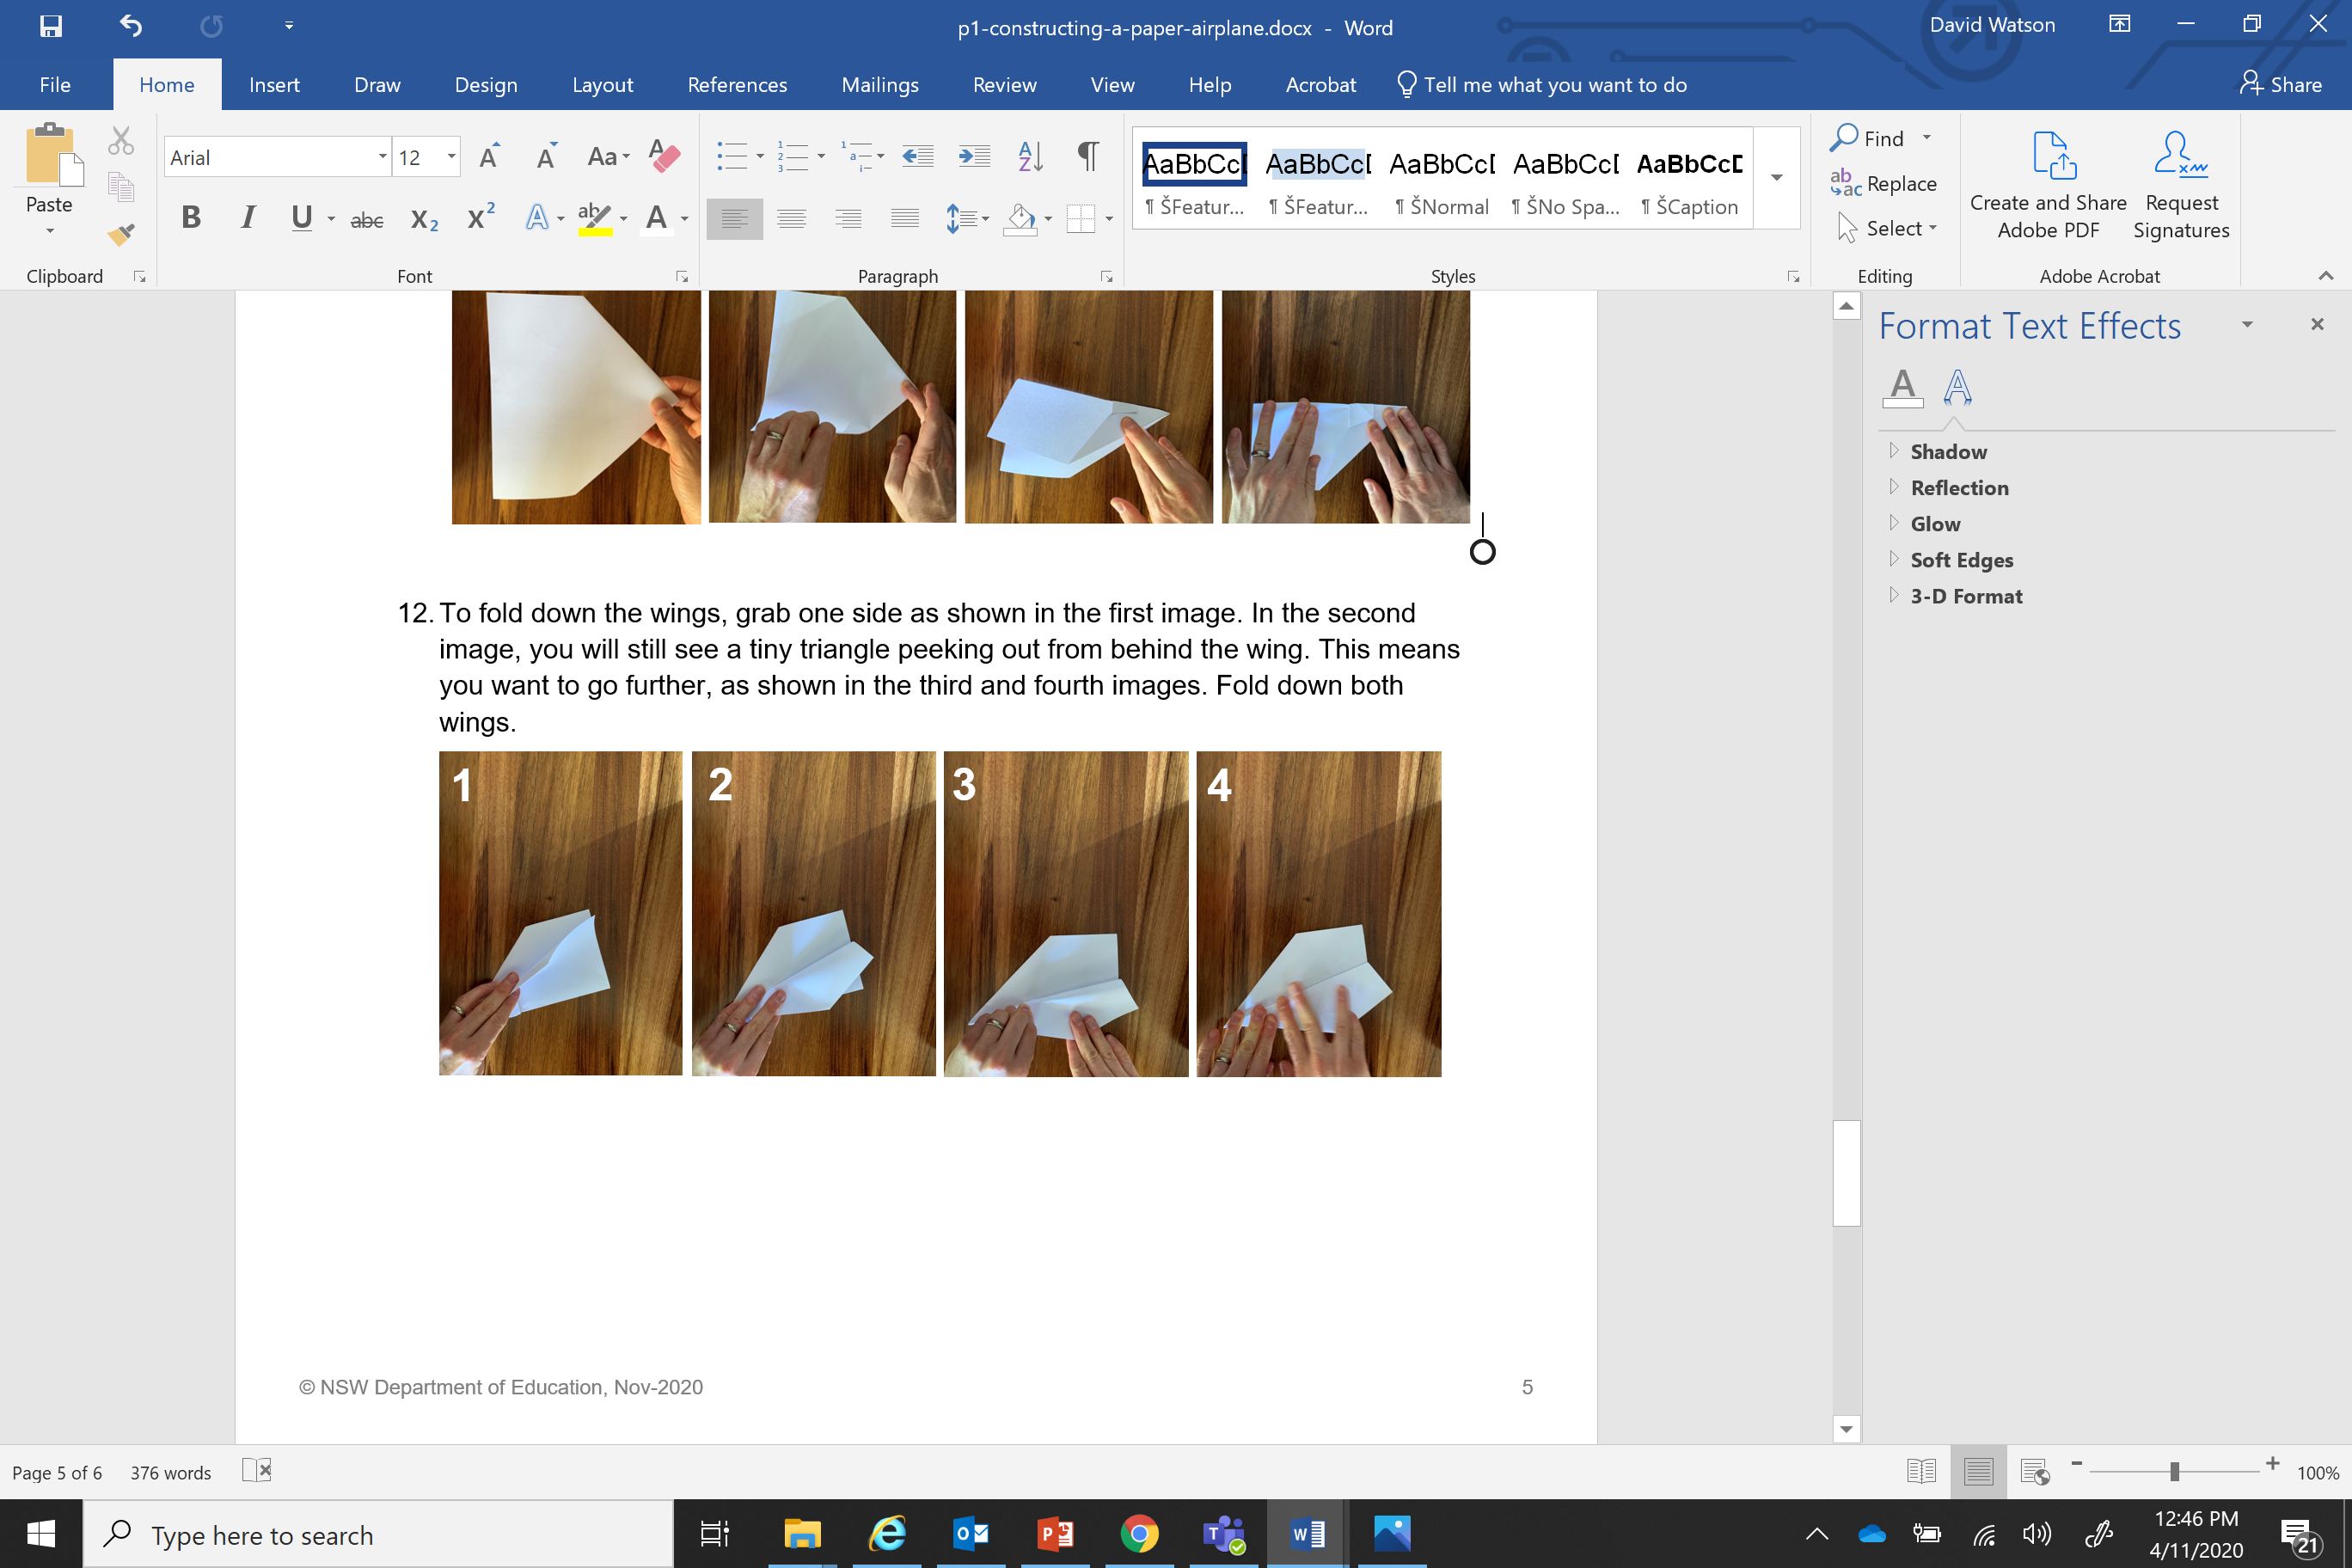 p1-constructing-a-paper-airplane.docx - Word
David Watson
File Home Insert Draw Design Layout References Mailings Review View Help Acrobat Tell me what you want to do Share
Paste
Clipboard
Arial 12
Font
Paragraph
AaBbCcI AaBbCcI AaBbCcI AaBbCcI AaBbCcD
¶ ŠFeatur... ¶ ŠFeatur... ¶ ŠNormal ¶ ŠNo Spa... ¶ ŠCaption
Styles
Find
Replace
Select
Editing
Create and Share Adobe PDF
Request Signatures
Adobe Acrobat
12. To fold down the wings, grab one side as shown in the first image. In the second
image, you will still see a tiny triangle peeking out from behind the wing. This means
you want to go further, as shown in the third and fourth images. Fold down both
wings.
1 2 3 4
© NSW Department of Education, Nov-2020 5
Format Text Effects
Shadow
Reflection
Glow
Soft Edges
3-D Format
Page 5 of 6 376 words 100%
Type here to search
12:46 PM
4/11/2020
21